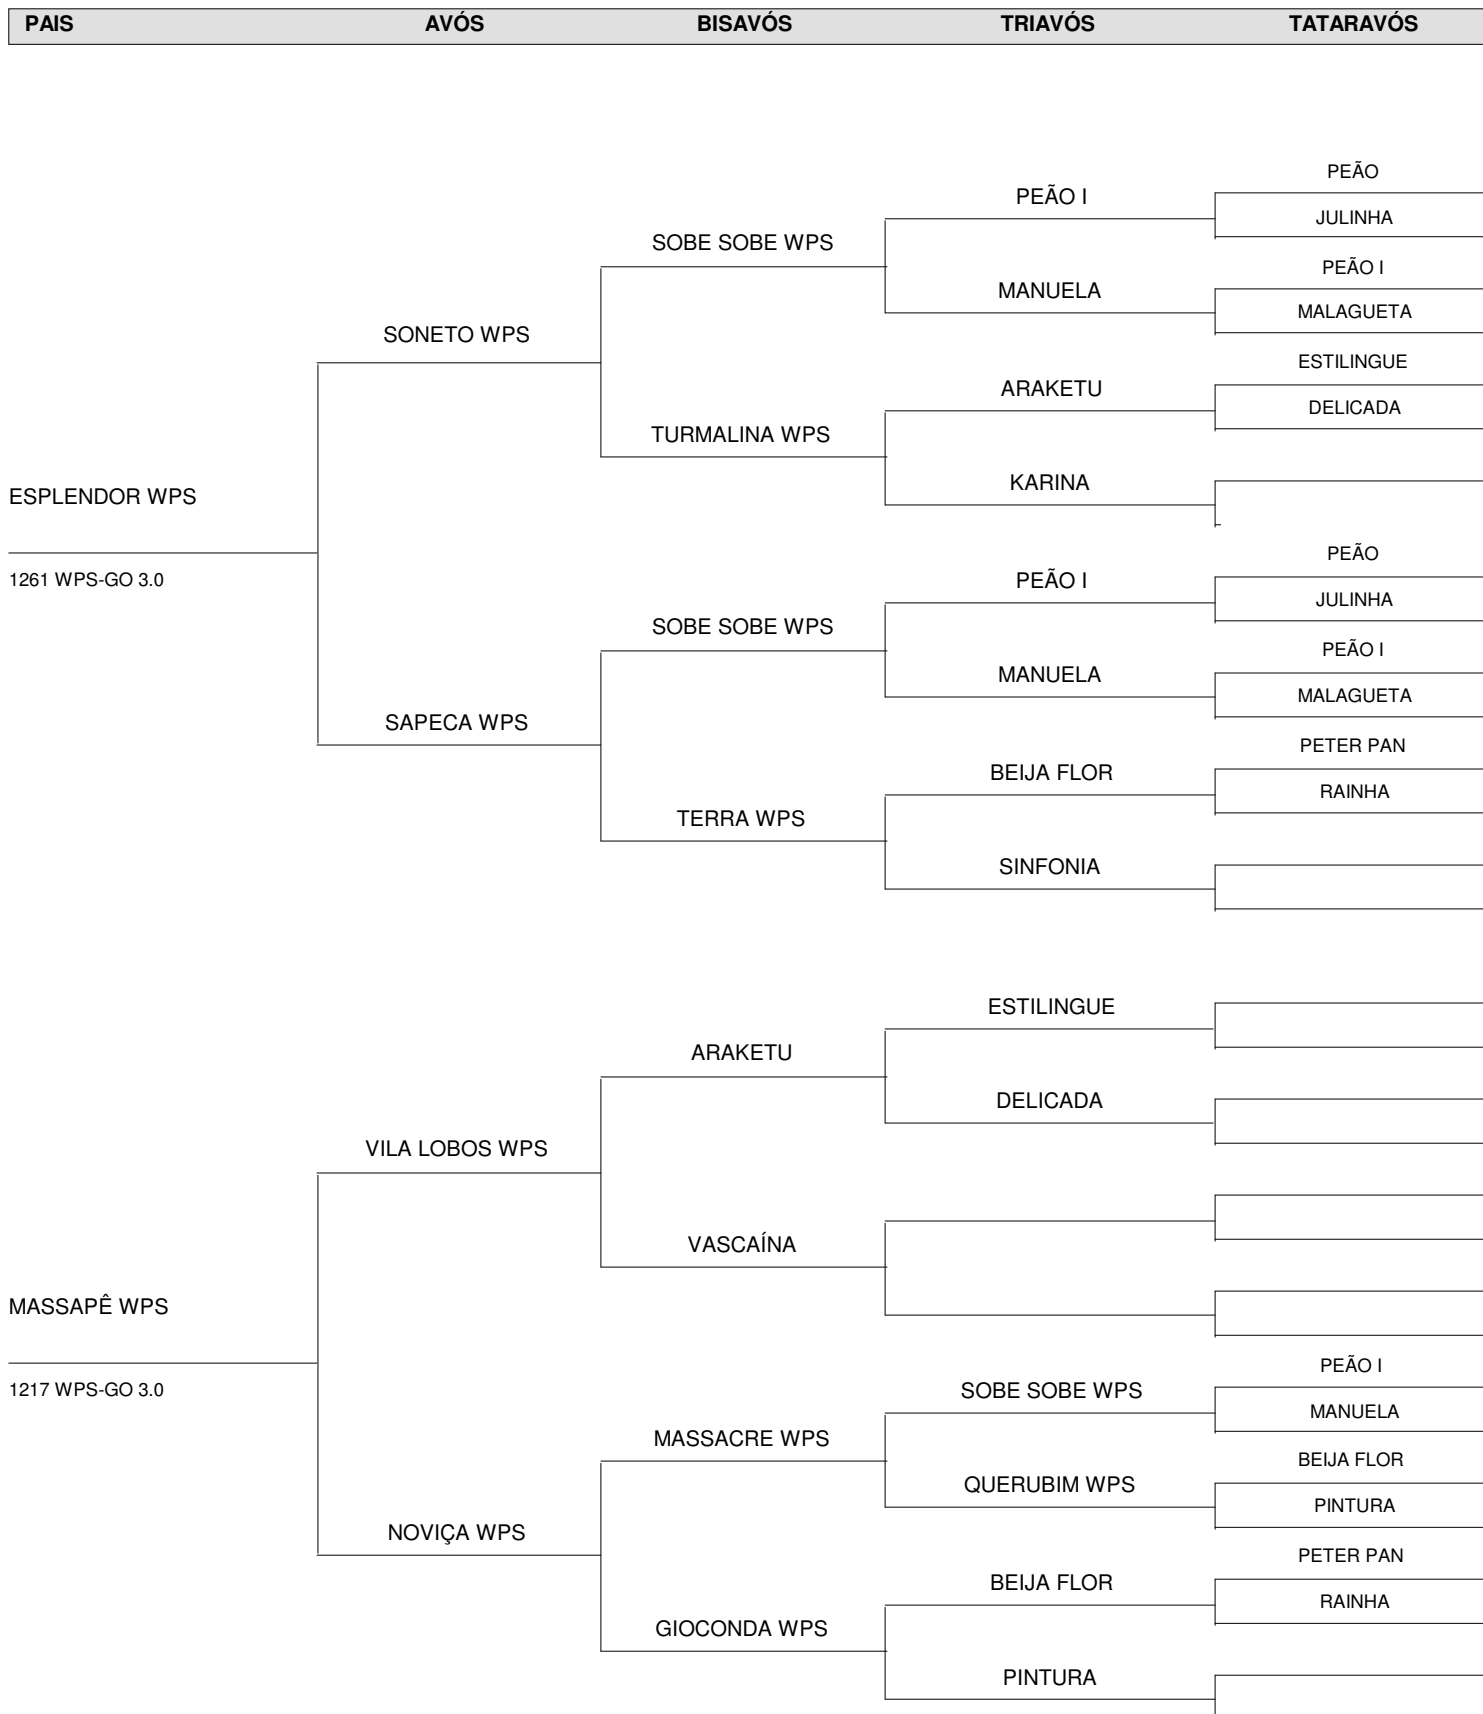 PAIS AVÓS BISAVÓS TRIAVÓS TATARAVÓS
PEÃO
PEÃO I
JULINHA
SOBE SOBE WPS
PEÃO I
MANUELA
MALAGUETA
SONETO WPS
ESTILINGUE
ARAKETU
DELICADA
TURMALINA WPS
KARINA
ESPLENDOR WPS
PEÃO
1261 WPS-GO 3.0
PEÃO I
JULINHA
SOBE SOBE WPS
PEÃO I
MANUELA
MALAGUETA
SAPECA WPS
PETER PAN
BEIJA FLOR
RAINHA
TERRA WPS
SINFONIA
ESTILINGUE
ARAKETU
DELICADA
VILA LOBOS WPS
VASCAÍNA
MASSAPÊ WPS
PEÃO I
1217 WPS-GO 3.0
SOBE SOBE WPS
MANUELA
MASSACRE WPS
BEIJA FLOR
QUERUBIM WPS
PINTURA
NOVIÇA WPS
PETER PAN
BEIJA FLOR
RAINHA
GIOCONDA WPS
PINTURA